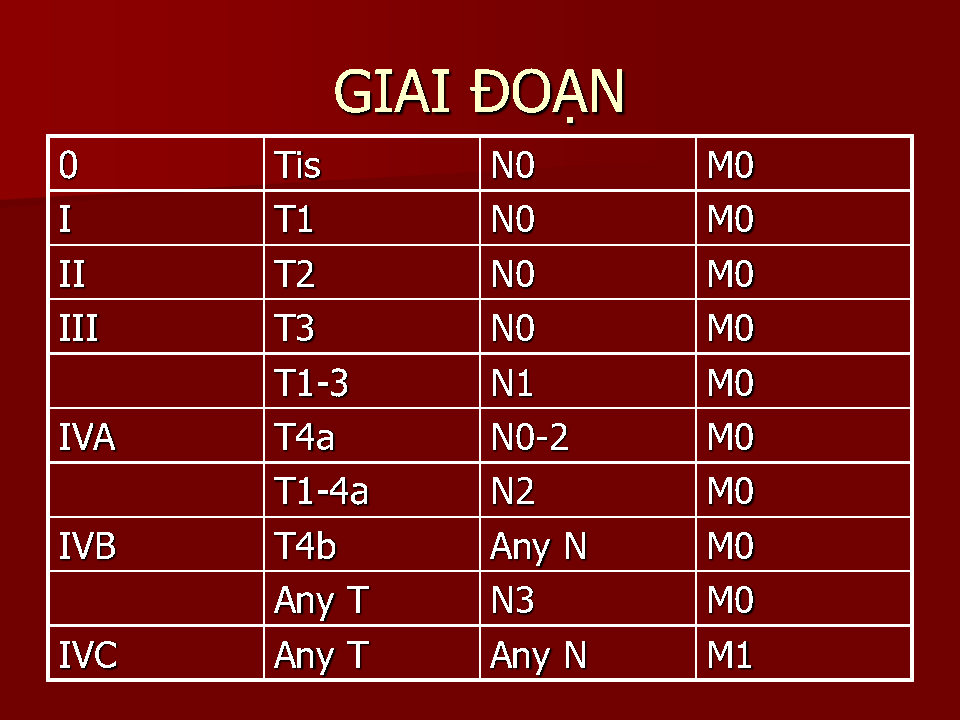 GIAI ĐOẠN
0 Tis N0 M0
I T1 N0 M0
II T2 N0 M0
III T3 N0 M0
T1-3 N1 M0
IVA T4a N0-2 M0
T1-4a N2 M0
IVB T4b Any N M0
Any T N3 M0
IVC Any T Any N M1